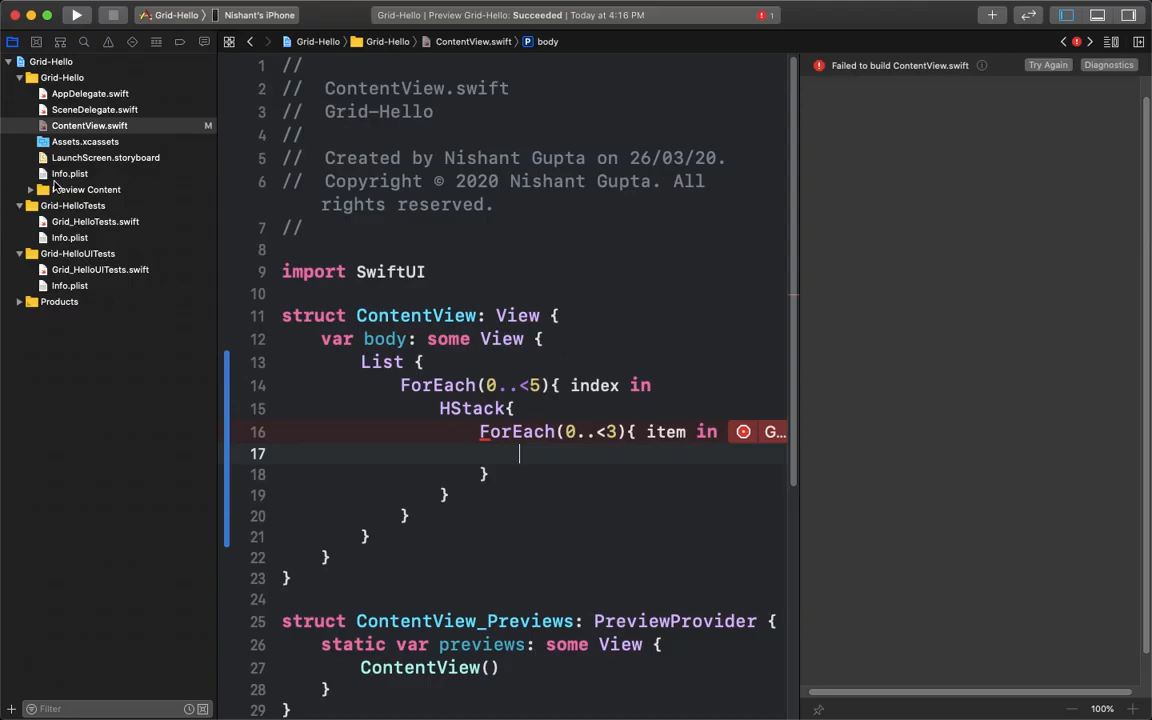 Grid-Hello 〉 Nishant's iPhone
Grid-Hello | Preview Grid-Hello: Succeeded | Today at 4:16 PM
1
Grid-Hello 〉 Grid-Hello 〉 ContentView.swift 〉 P body
Grid-Hello
Grid-Hello
AppDelegate.swift
SceneDelegate.swift
ContentView.swift M
Assets.xcassets
LaunchScreen.storyboard
Info.plist
Preview Content
Grid-HelloTests
Grid_HelloTests.swift
Info.plist
Grid-HelloUITests
Grid_HelloUITests.swift
Info.plist
Products
Filter
1 //
2 // ContentView.swift
3 // Grid-Hello
4 //
5 // Created by Nishant Gupta on 26/03/20.
6 // Copyright © 2020 Nishant Gupta. All
rights reserved.
7 //
8
9 import SwiftUI
10
11 struct ContentView: View {
12 var body: some View {
13 List {
14 ForEach(0..<5){ index in
15 HStack{
16 ForEach(0..<3){ item in G...
17
18 }
19 }
20 }
21 }
22 }
23 }
24
25 struct ContentView_Previews: PreviewProvider {
26 static var previews: some View {
27 ContentView()
28 }
29 }
Failed to build ContentView.swift
Try Again
Diagnostics
100%